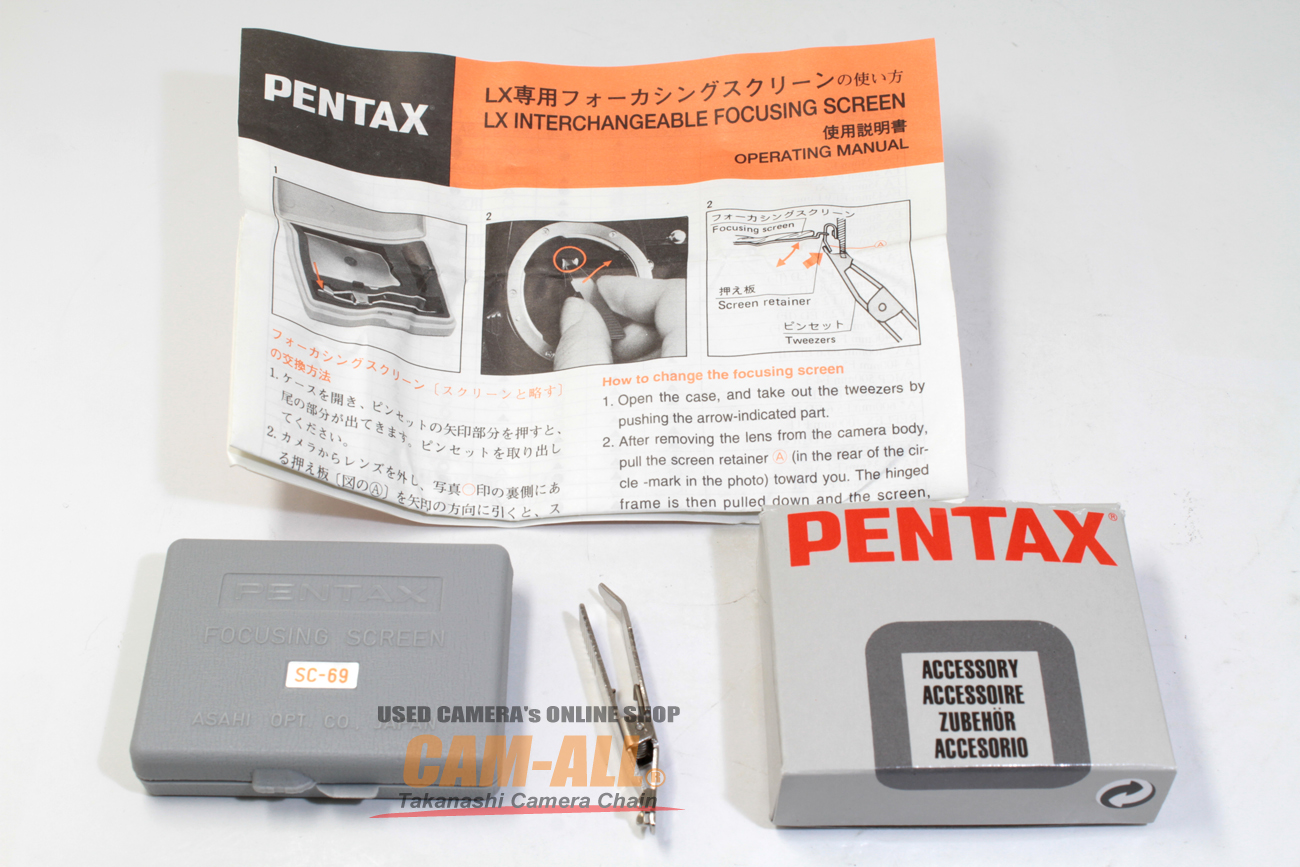 PENTAX
LX専用フォーカシングスクリーンの使い方
LX INTERCHANGEABLE FOCUSING SCREEN
使用説明書
OPERATING MANUAL
1
2
2
フォーカシングスクリーン
Focusing screen
A
押え板
Screen retainer
ピンセット
Tweezers
フォーカシングスクリーン〔スクリーンと略す〕
の交換方法
1. ケースを開き、ピンセットの矢印部分を押すと、
尾の部分が出てきます。ピンセットを取り出し
てください。
2. カメラからレンズを外し、写真○印の裏側にあ
る押え板〔図のⒶ〕を矢印の方向に引くと、ス
How to change the focusing screen
1. Open the case, and take out the tweezers by
pushing the arrow-indicated part.
2. After removing the lens from the camera body,
pull the screen retainer Ⓐ (in the rear of the cir-
cle -mark in the photo) toward you. The hinged
frame is then pulled down and the screen,
PENTAX®
ACCESSORY
ACCESSOIRE
ZUBEHÖR
ACCESORIO
PENTAX
FOCUSING SCREEN
SC-69
ASAHI OPT. CO., JAPAN
USED CAMERA's ONLINE SHOP
CAM-ALL®
Takanashi Camera Chain